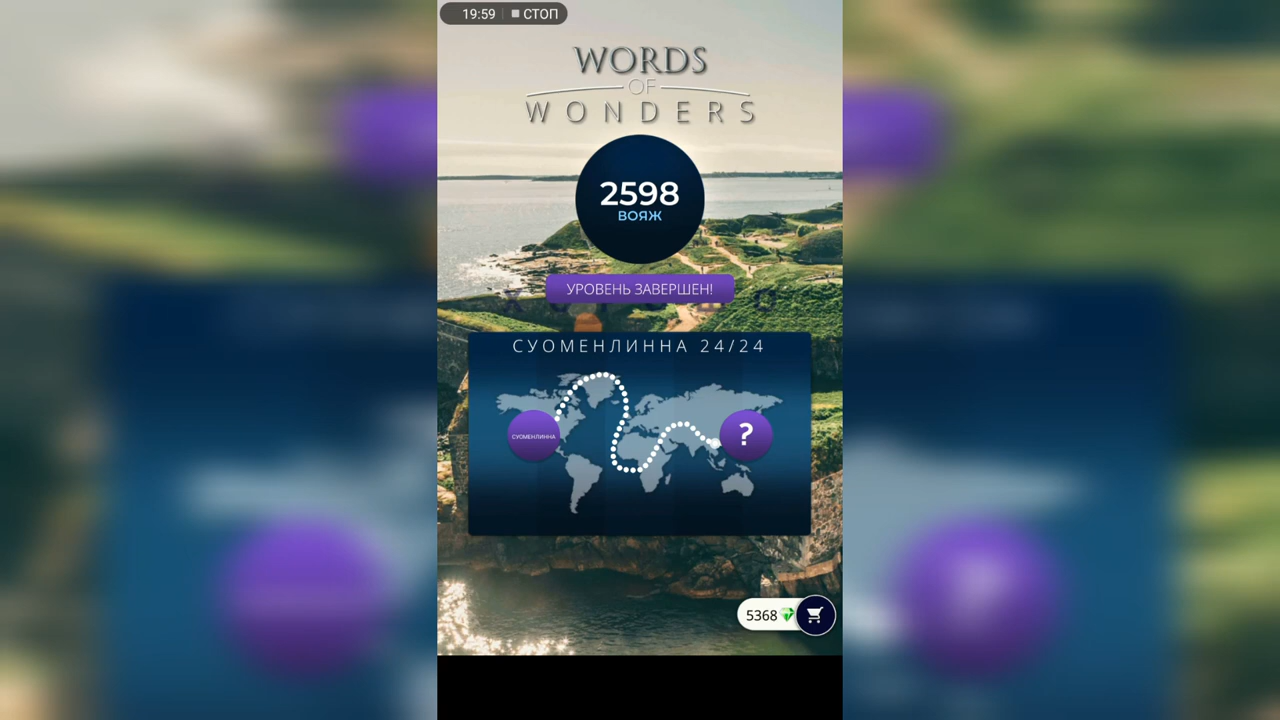 19:59 СТОП
WORDS
OF
WONDERS
2598
ВОЯЖ
УРОВЕНЬ ЗАВЕРШЕН!
СУОМЕНЛИННА 24/24
СУОМЕНЛИННА
?
5368